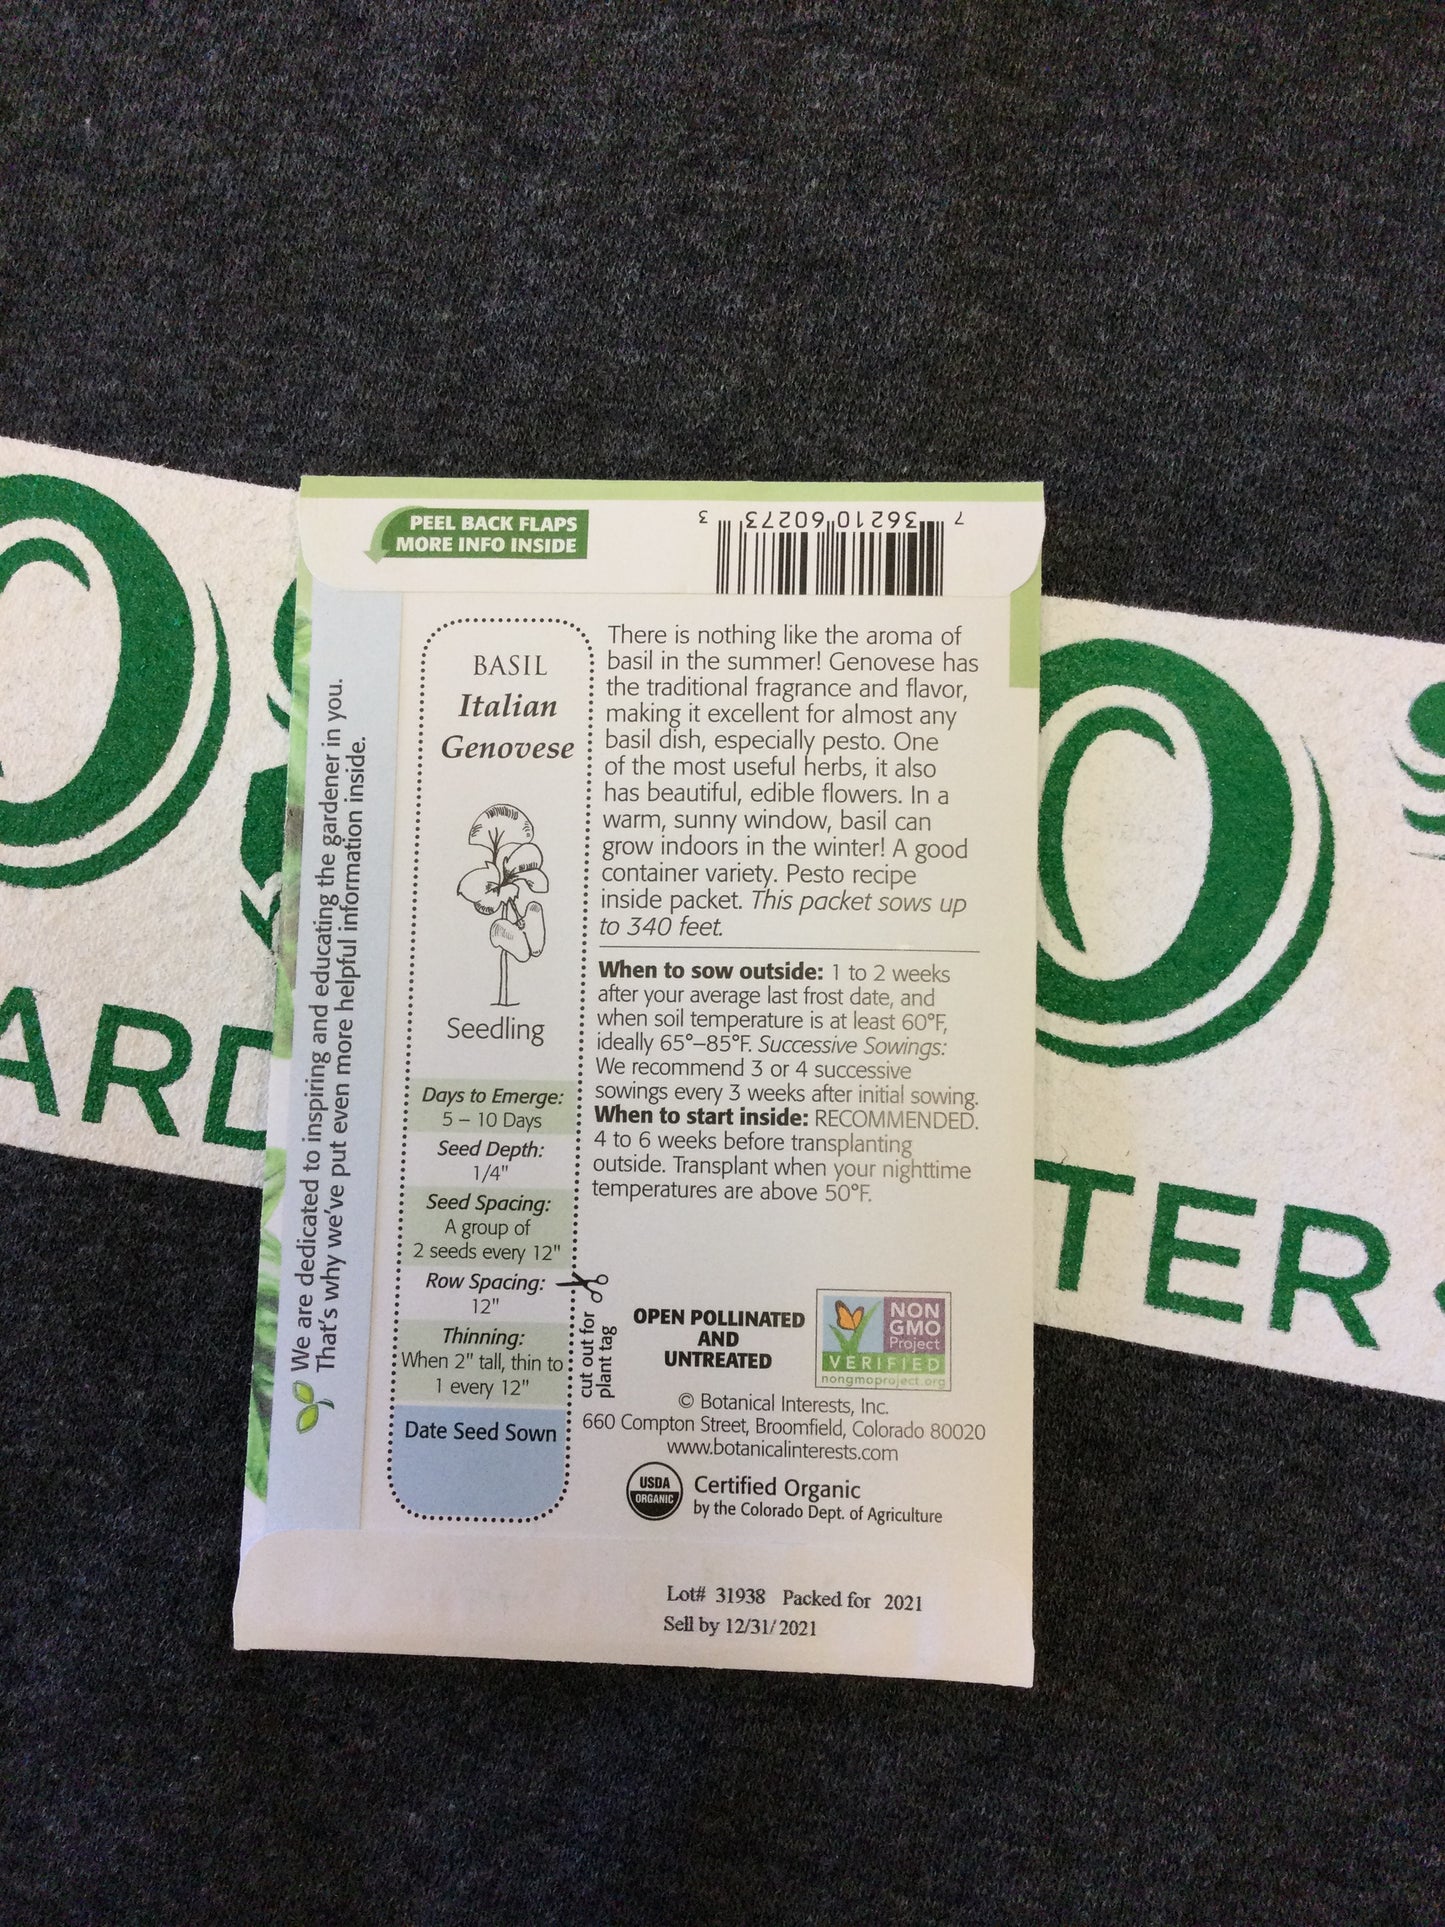 PEEL BACK FLAPS
MORE INFO INSIDE
7 36210 60273 3
We are dedicated to inspiring and educating the gardener in you.
That's why we've put even more helpful information inside.
BASIL
Italian
Genovese
Seedling
Days to Emerge:
5 – 10 Days
Seed Depth:
1/4"
Seed Spacing:
A group of
2 seeds every 12"
Row Spacing:
12"
Thinning:
When 2" tall, thin to
1 every 12"
Date Seed Sown
cut out for
plant tag
There is nothing like the aroma of
basil in the summer! Genovese has
the traditional fragrance and flavor,
making it excellent for almost any
basil dish, especially pesto. One
of the most useful herbs, it also
has beautiful, edible flowers. In a
warm, sunny window, basil can
grow indoors in the winter! A good
container variety. Pesto recipe
inside packet. This packet sows up
to 340 feet.
When to sow outside: 1 to 2 weeks
after your average last frost date, and
when soil temperature is at least 60°F,
ideally 65°–85°F. Successive Sowings:
We recommend 3 or 4 successive
sowings every 3 weeks after initial sowing.
When to start inside: RECOMMENDED.
4 to 6 weeks before transplanting
outside. Transplant when your nighttime
temperatures are above 50°F.
OPEN POLLINATED
AND
UNTREATED
NON
GMO
Project
VERIFIED
nongmoproject.org
© Botanical Interests, Inc.
660 Compton Street, Broomfield, Colorado 80020
www.botanicalinterests.com
USDA
ORGANIC
Certified Organic
by the Colorado Dept. of Agriculture
Lot# 31938 Packed for 2021
Sell by 12/31/2021
O
ARD
O
TER